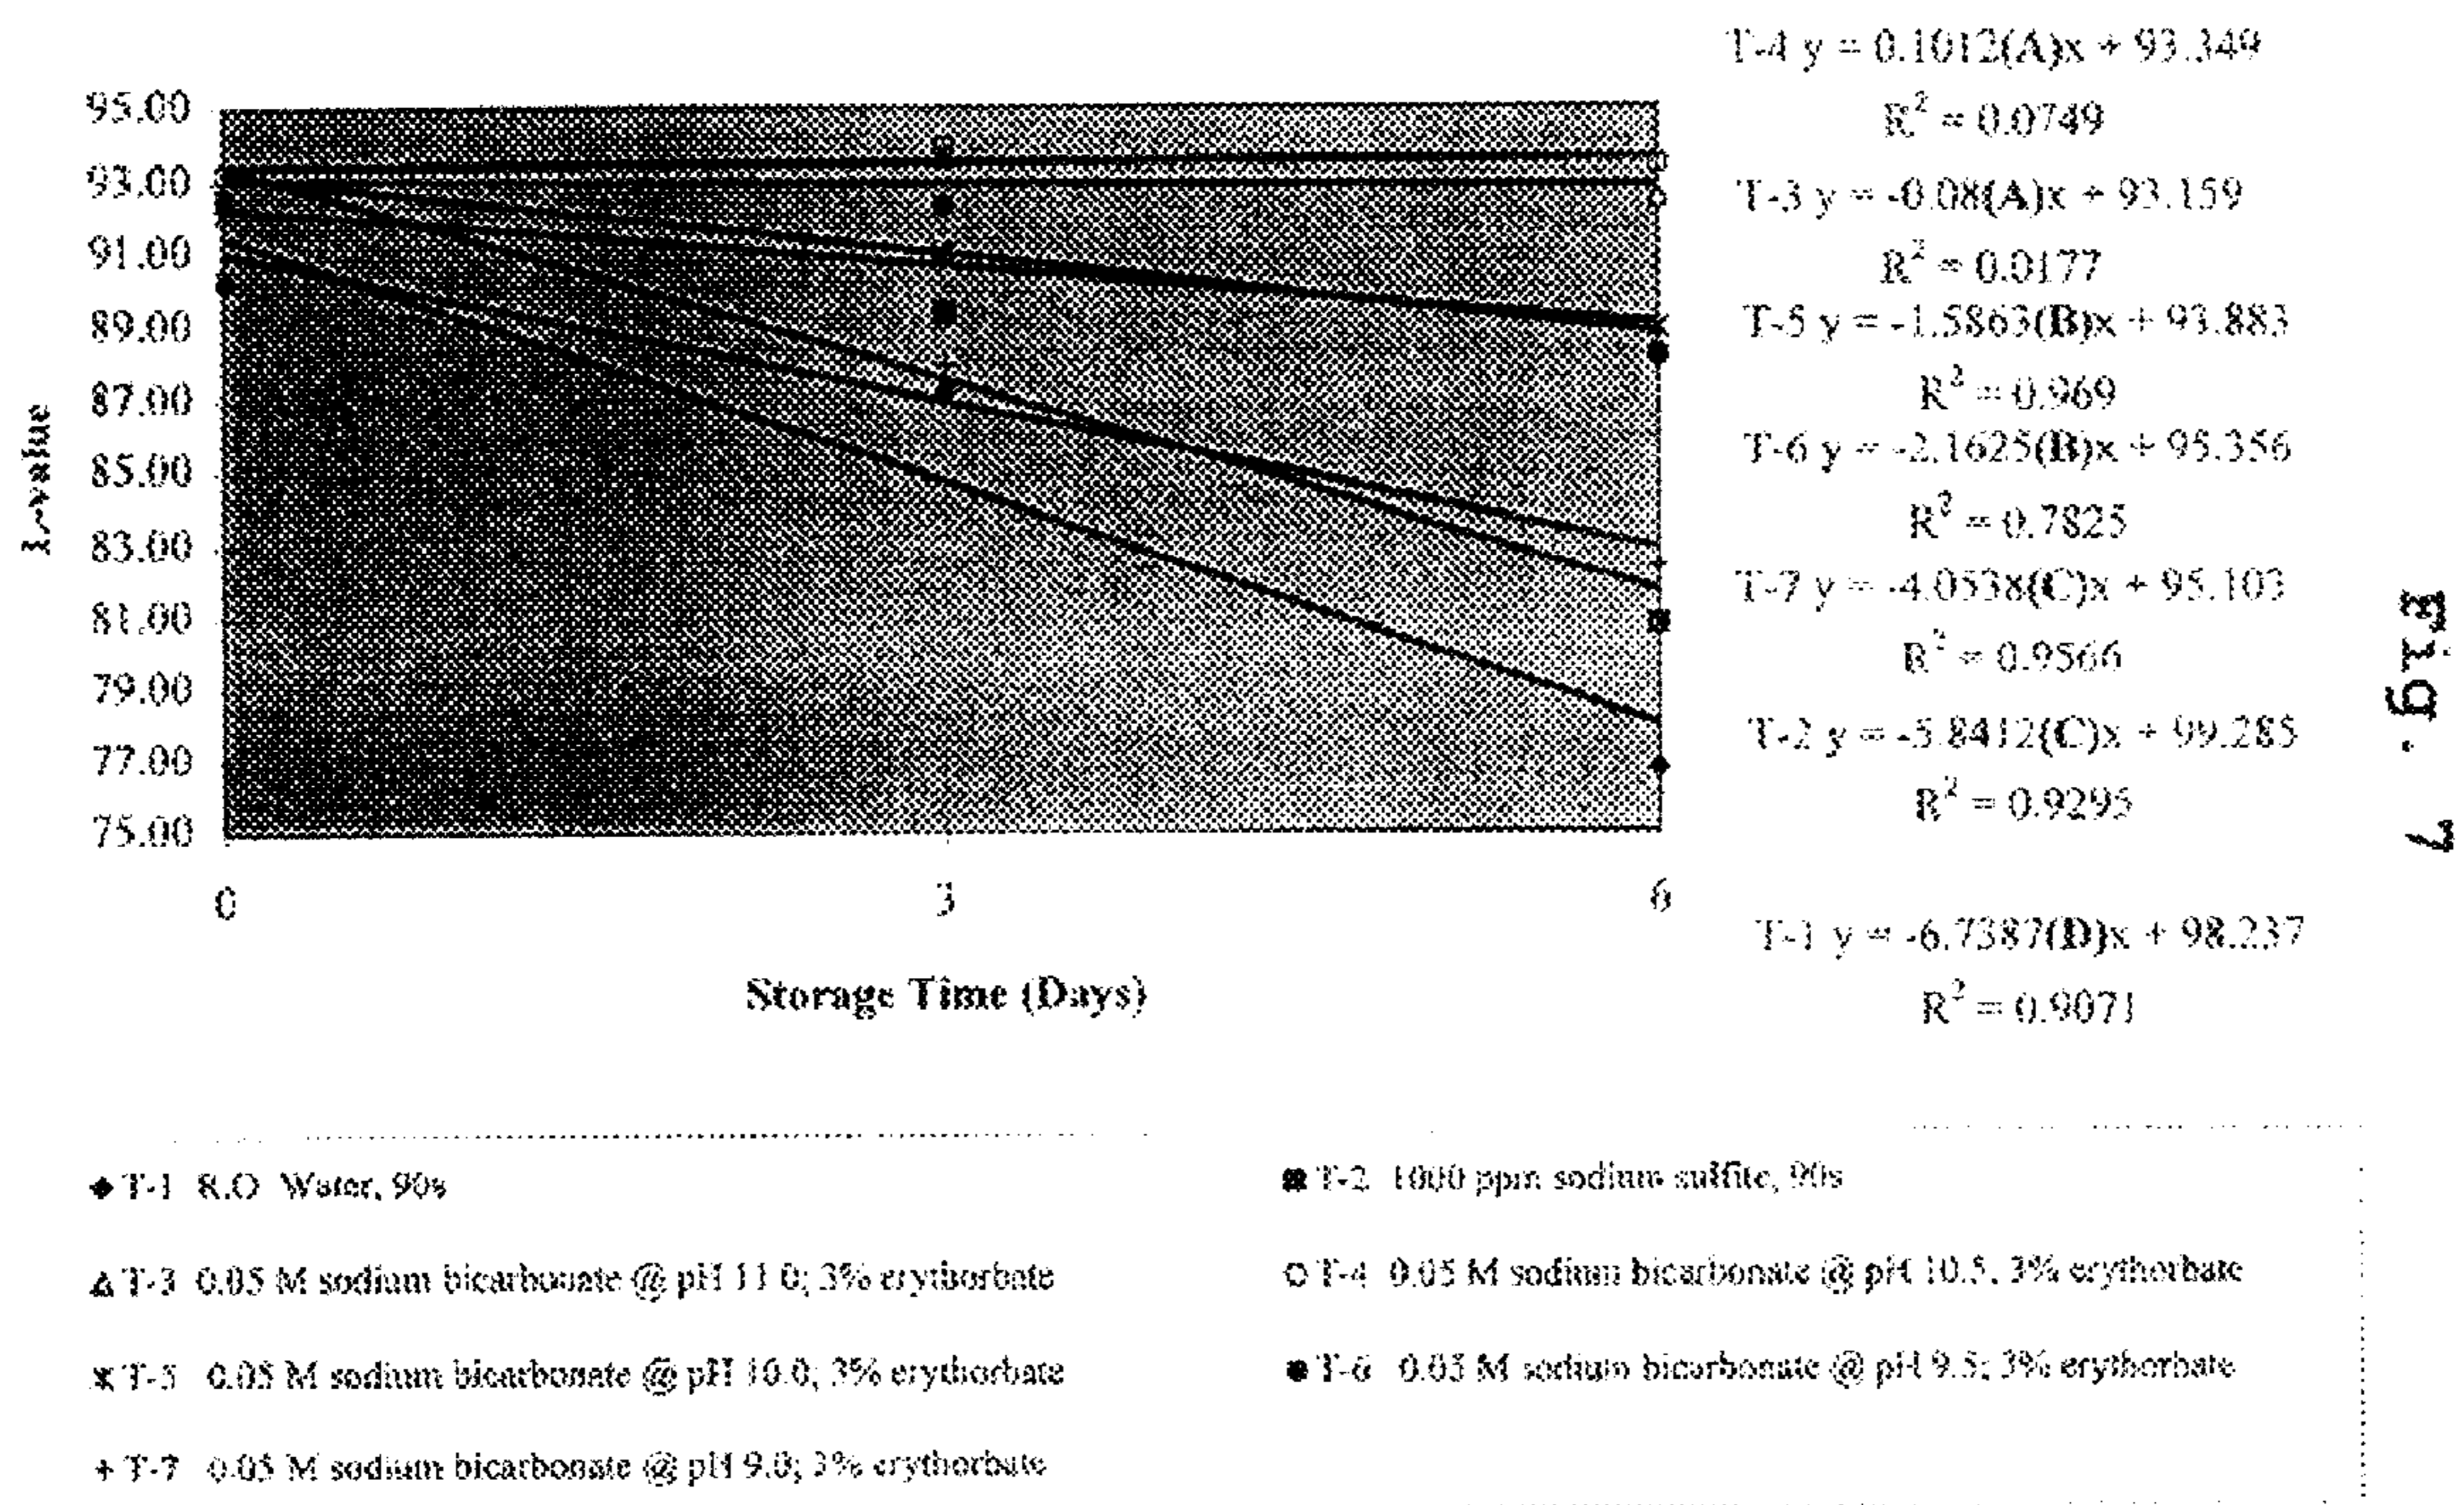 T-4 y = 0.1012(A)x + 93.349
R² = 0.0749
T-3 y = -0.08(A)x + 93.159
R² = 0.0177
T-5 y = -1.5863(B)x + 93.883
R² = 0.969
T-6 y = -2.1625(B)x + 95.356
R² = 0.7825
T-7 y = -4.0538(C)x + 95.103
R² = 0.9566
T-2 y = -5.8412(C)x + 99.285
R² = 0.9295
T-1 y = -6.7387(D)x + 98.237
R² = 0.9071
95.00
93.00
91.00
89.00
87.00
85.00
83.00
81.00
79.00
77.00
75.00
L-value
0 3 6
Storage Time (Days)
Fig. 7
T-1 R.O Water, 90s
T-2 1000 ppm sodium sulfite, 90s
T-3 0.05 M sodium bicarbonate @ pH 11 0; 3% erythorbate
T-4 0.05 M sodium bicarbonate @ pH 10.5, 3% erythorbate
T-5 0.05 M sodium bicarbonate @ pH 10.0; 3% erythorbate
T-6 0.05 M sodium bicarbonate @ pH 9.5; 3% erythorbate
T-7 0.05 M sodium bicarbonate @ pH 9.0; 3% erythorbate